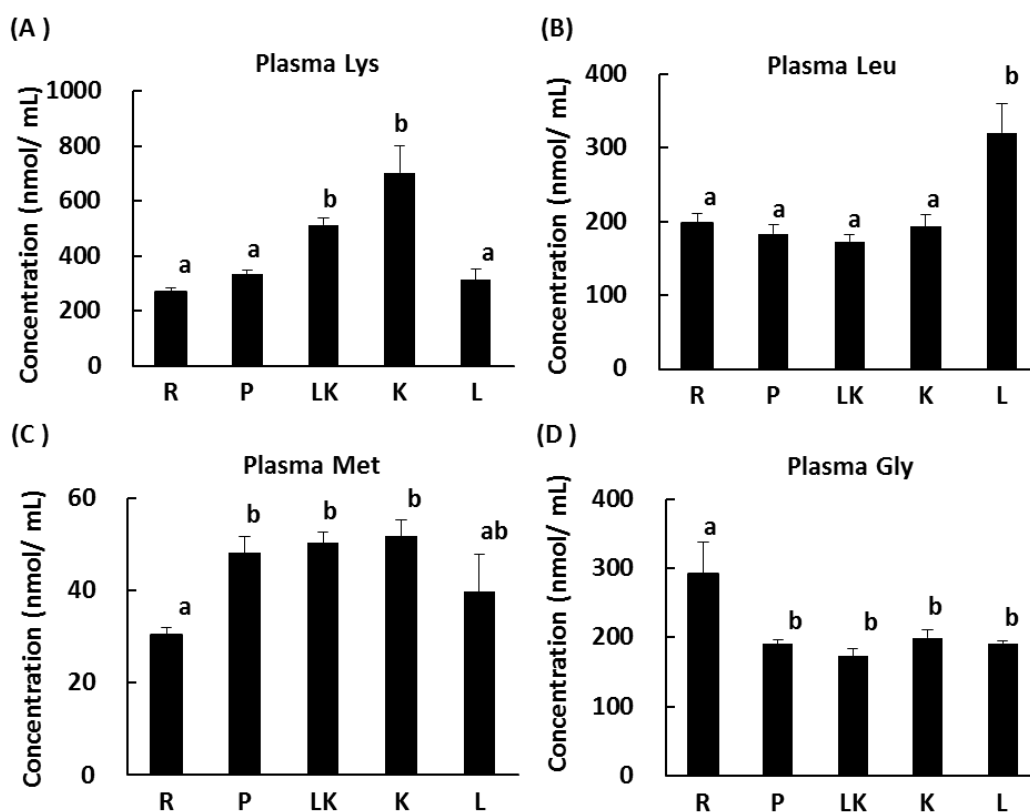 (A )
Plasma Lys
Concentration (nmol/ mL)
1000
800
600
400
200
0
a
a
b
b
a
R P LK K L
(B)
Plasma Leu
Concentration (nmol/ mL)
400
300
200
100
0
a
a
a
a
b
R P LK K L
(C )
Plasma Met
Concentration (nmol/ mL)
60
40
20
0
a
b
b
b
ab
R P LK K L
(D )
Plasma Gly
Concentration (nmol/ mL)
400
300
200
100
0
a
b
b
b
b
R P LK K L